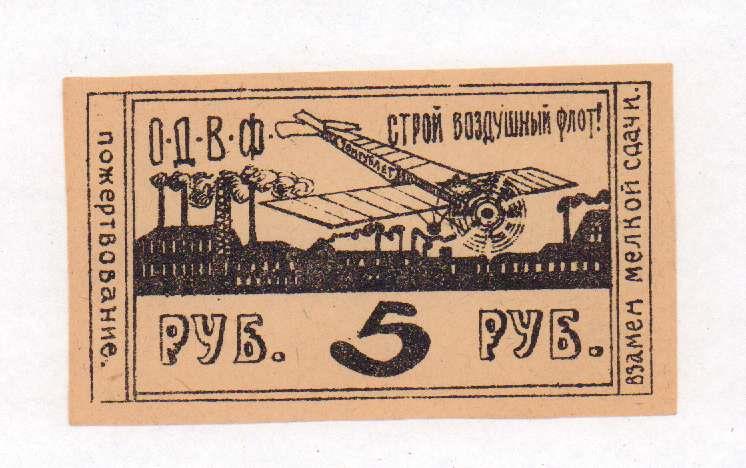 О.Д.В.Ф.
СТРОЙ ВОЗДУШНЫЙ ФЛОТ!
РУБ. 5 РУБ.
пожертвование.
взамен мелкой сдачи.